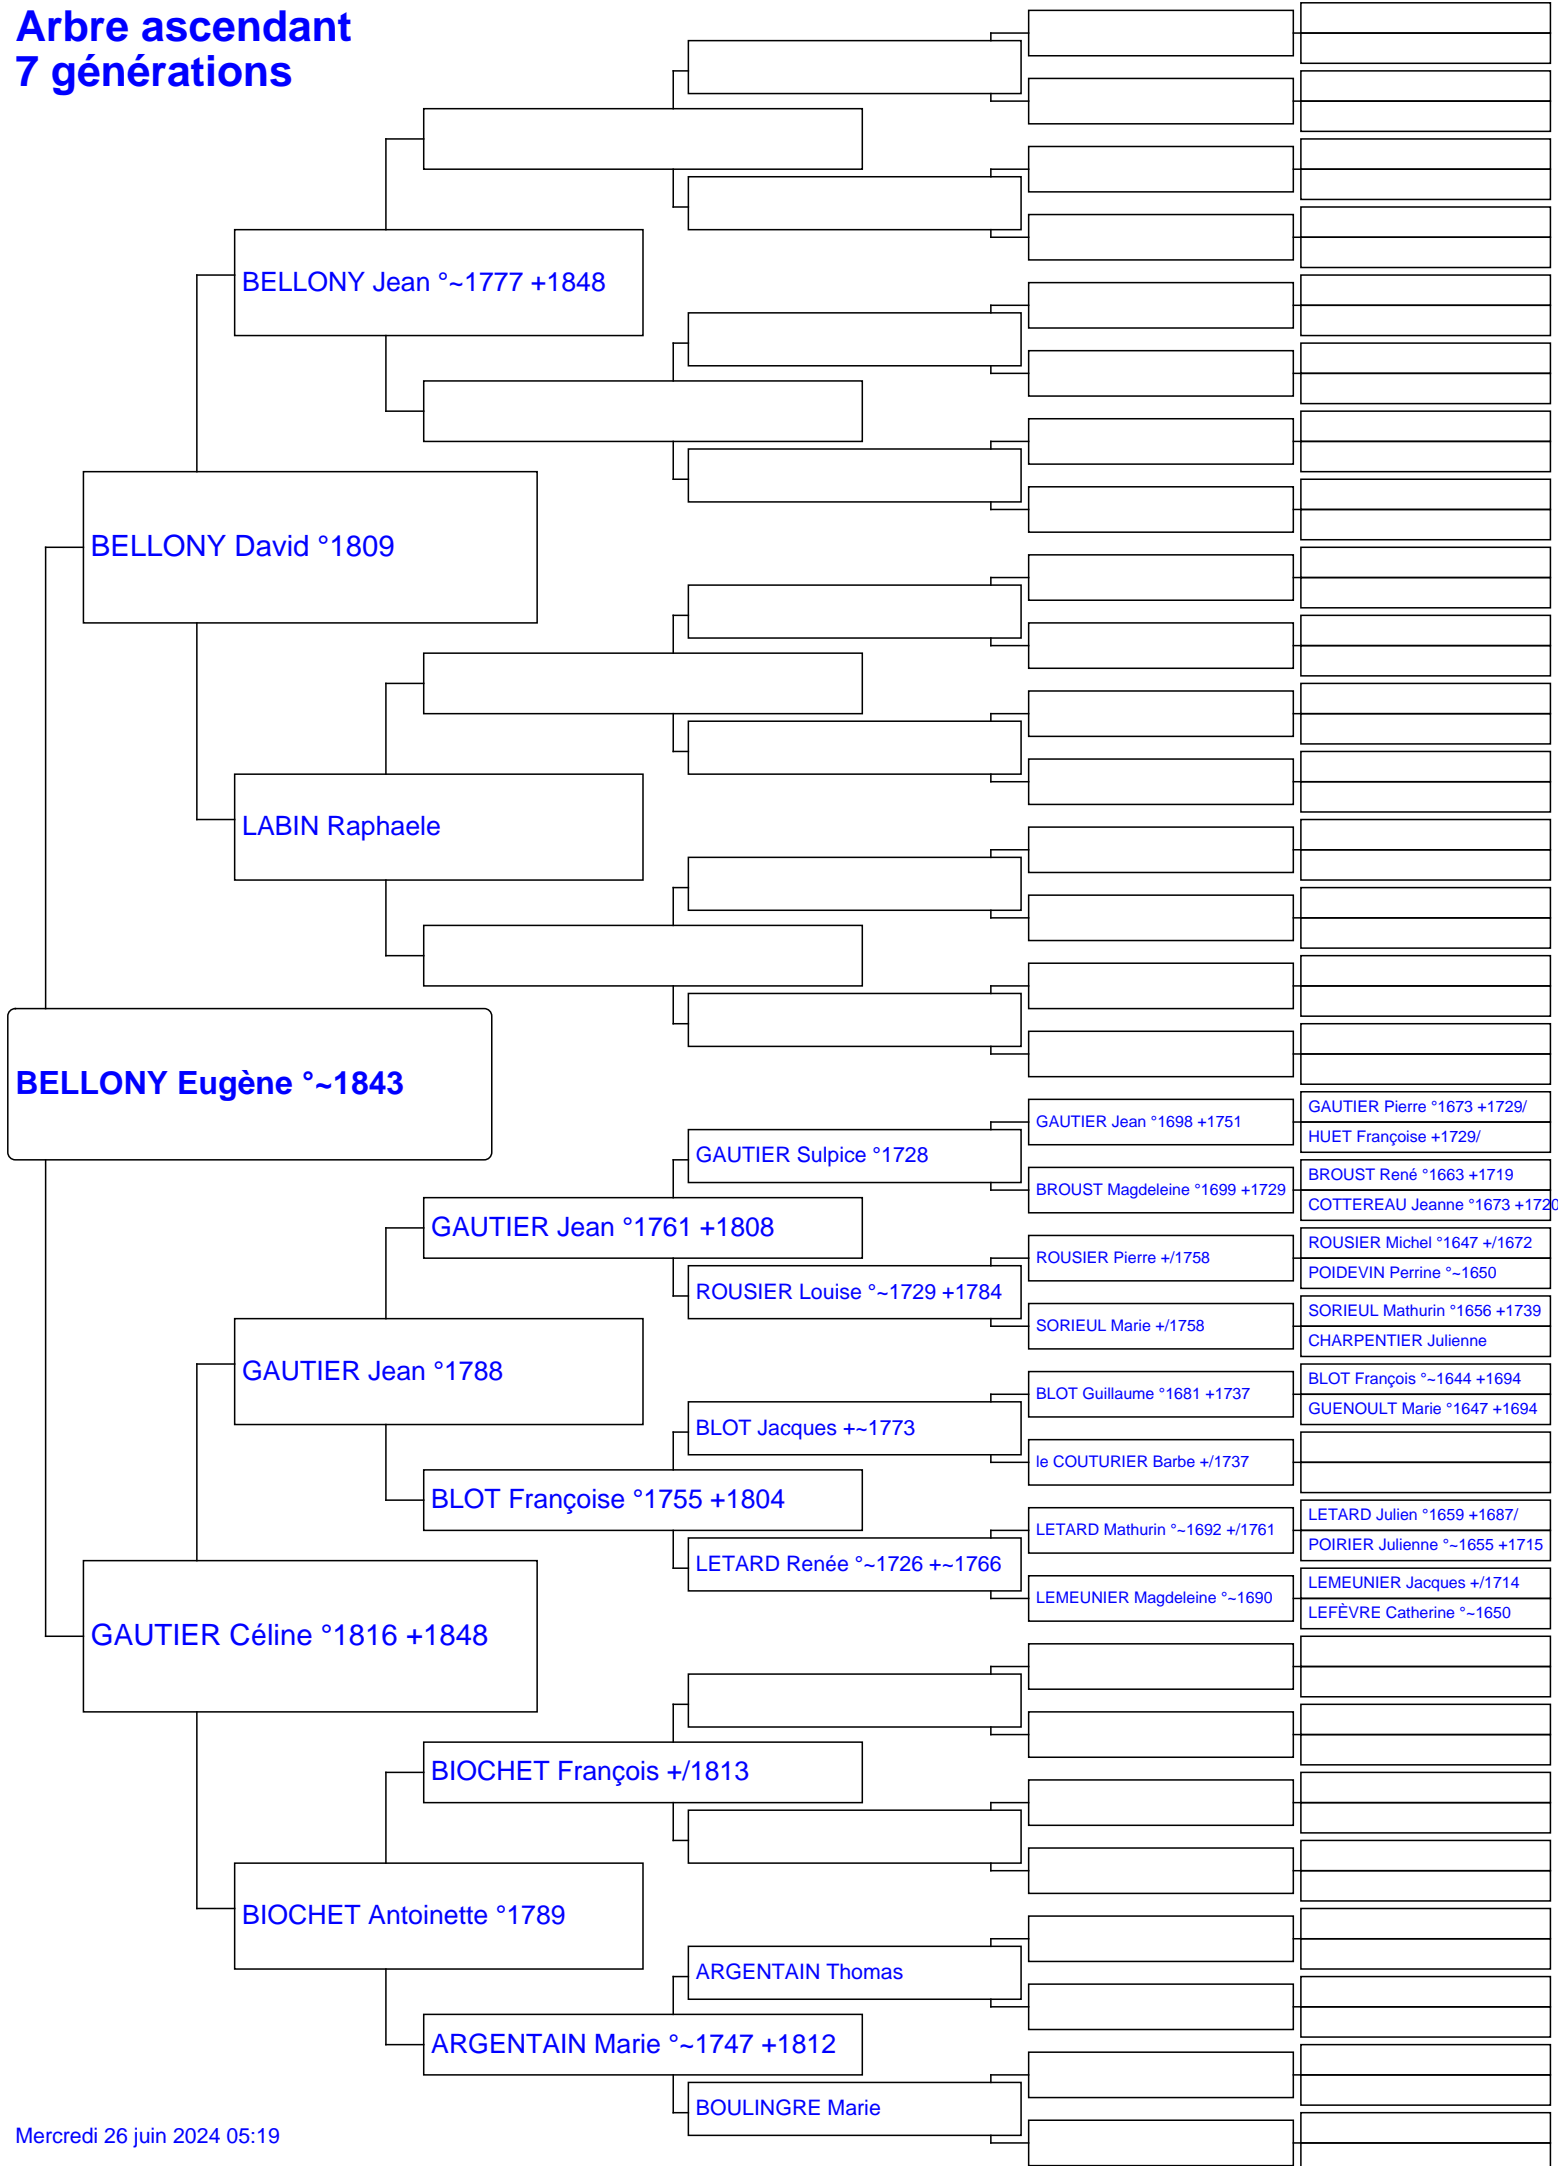 Arbre ascendant
7 générations
BELLONY Jean °~1777 +1848
BELLONY David °1809
LABIN Raphaele
BELLONY Eugène °~1843
GAUTIER Pierre °1673 +1729/
GAUTIER Jean °1698 +1751
HUET Françoise +1729/
GAUTIER Sulpice °1728
BROUST René °1663 +1719
BROUST Magdeleine °1699 +1729
COTTEREAU Jeanne °1673 +1720
GAUTIER Jean °1761 +1808
ROUSIER Michel °1647 +/1672
ROUSIER Pierre +/1758
POIDEVIN Perrine °~1650
ROUSIER Louise °~1729 +1784
SORIEUL Mathurin °1656 +1739
SORIEUL Marie +/1758
CHARPENTIER Julienne
GAUTIER Jean °1788
BLOT François °~1644 +1694
BLOT Guillaume °1681 +1737
GUENOULT Marie °1647 +1694
BLOT Jacques +~1773
le COUTURIER Barbe +/1737
BLOT Françoise °1755 +1804
LETARD Julien °1659 +1687/
LETARD Mathurin °~1692 +/1761
POIRIER Julienne °~1655 +1715
LETARD Renée °~1726 +~1766
LEMEUNIER Jacques +/1714
LEMEUNIER Magdeleine °~1690
LEFÈVRE Catherine °~1650
GAUTIER Céline °1816 +1848
BIOCHET François +/1813
BIOCHET Antoinette °1789
ARGENTAIN Thomas
ARGENTAIN Marie °~1747 +1812
BOULINGRE Marie
Mercredi 26 juin 2024 05:19